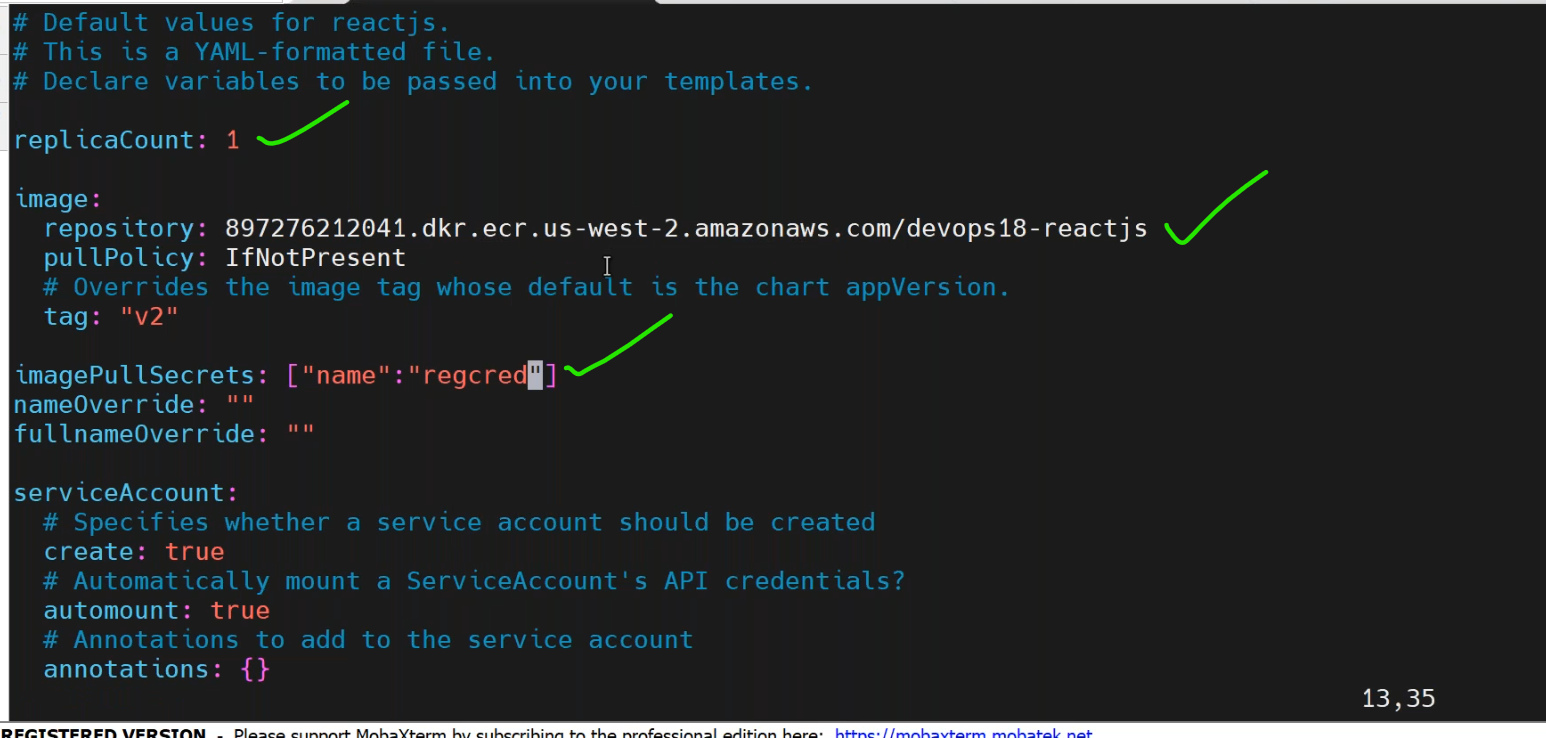 # Default values for reactjs.
# This is a YAML-formatted file.
# Declare variables to be passed into your templates.
replicaCount: 1
image:
  repository: 897276212041.dkr.ecr.us-west-2.amazonaws.com/devops18-reactjs
  pullPolicy: IfNotPresent
  # Overrides the image tag whose default is the chart appVersion.
  tag: "v2"
imagePullSecrets: ["name":"regcred"]
nameOverride: ""
fullnameOverride: ""
serviceAccount:
  # Specifies whether a service account should be created
  create: true
  # Automatically mount a ServiceAccount's API credentials?
  automount: true
  # Annotations to add to the service account
  annotations: {}
13,35
REGISTERED VERSION - Please support MobaXterm by subscribing to the professional edition here: https://mobaxterm.mobatek.net